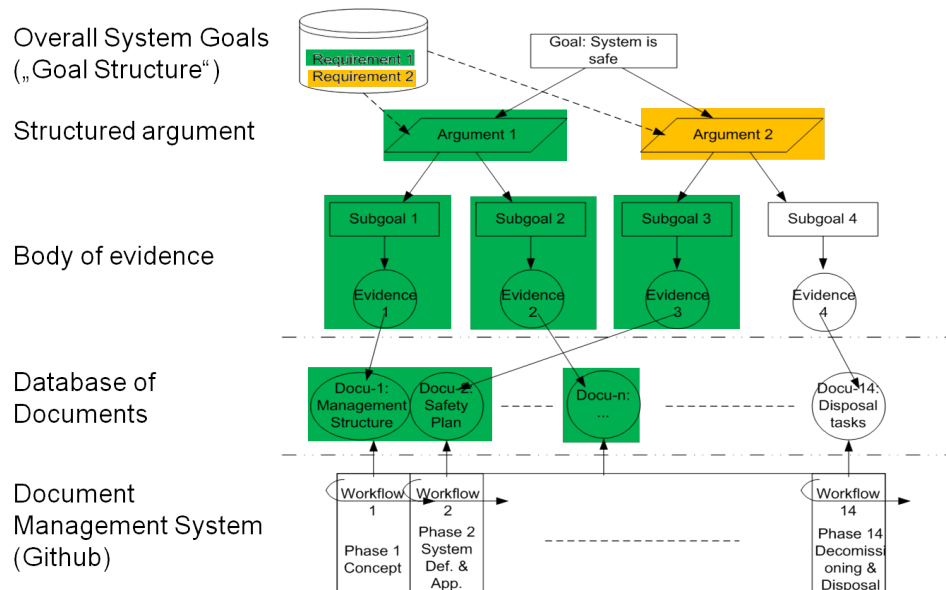 Overall System Goals
(„Goal Structure“)
Requirement 1
Requirement 2
Goal: System is
safe
Structured argument
Argument 1
Argument 2
Body of evidence
Subgoal 1
Subgoal 2
Subgoal 3
Subgoal 4
Evidence
1
Evidence
2
Evidence
3
Evidence
4
Database of
Documents
Docu-1:
Management
Structure
Docu-2:
Safety
Plan
Docu-n:
...
Docu-14:
Disposal
tasks
Document
Management System
(Github)
Workflow
1
Phase 1
Concept
Workflow
2
Phase 2
System
Def. &
App.
Workflow
14
Phase 14
Decomissi
oning &
Disposal